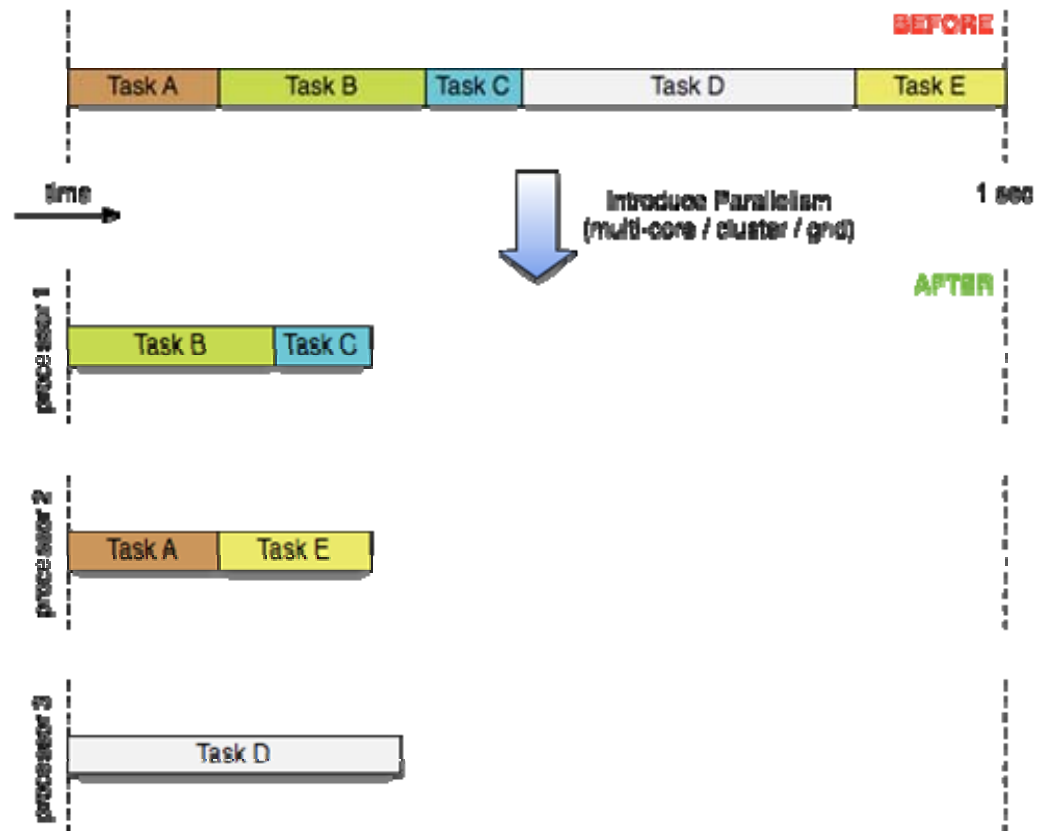 BEFORE
Task A Task B Task C Task D Task E
time
1 sec
Introduce Parallelism
(multi-core / cluster / grid)
AFTER
processor 1
Task B Task C
processor 2
Task A Task E
processor 3
Task D